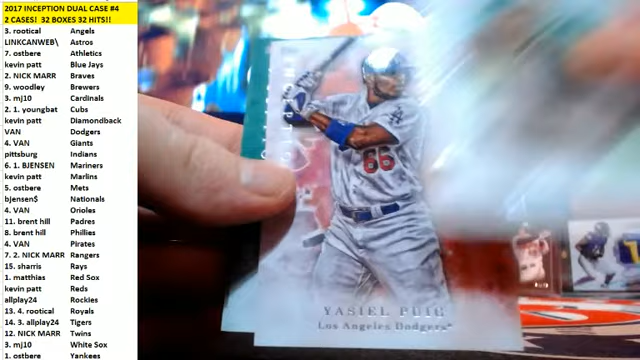 2017 INCEPTION DUAL CASE #4
2 CASES! 32 BOXES 32 HITS!!
3. rootical Angels
LINKCANWEB\ Astros
7. ostbere Athletics
kevin patt Blue Jays
2. NICK MARR Braves
9. woodley Brewers
3. mj10 Cardinals
2. 1. youngbat Cubs
kevin patt Diamondback
VAN Dodgers
4. VAN Giants
pittsburg Indians
6. 1. BJENSEN Mariners
kevin patt Marlins
5. ostbere Mets
bjensen$ Nationals
4. VAN Orioles
11. brent hill Padres
8. brent hill Phillies
4. VAN Pirates
7. 2. NICK MARR Rangers
15. sharris Rays
1. matthias Red Sox
kevin patt Reds
allplay24 Rockies
13. 4. rootical Royals
14. 3. allplay24 Tigers
12. NICK MARR Twins
3. mj10 White Sox
1. ostbere Yankees
66
YASIEL PUIG
Los Angeles Dodgers